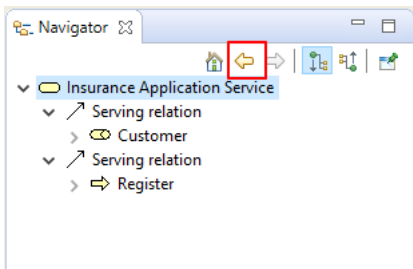 Navigator
Insurance Application Service
Serving relation
Customer
Serving relation
Register